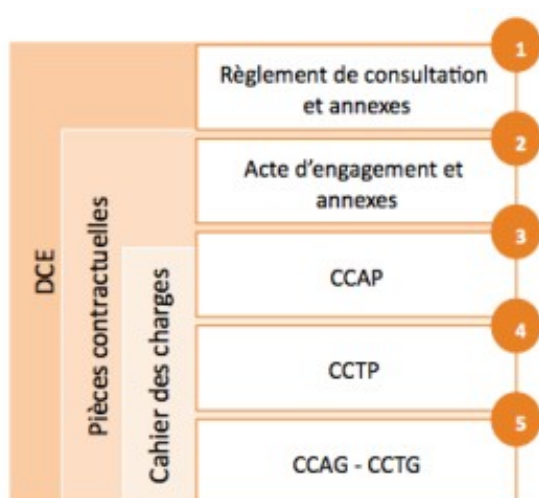 1
Règlement de consultation
et annexes
2
Acte d'engagement et
annexes
3
CCAP
4
CCTP
5
CCAG - CCTG
DCE
Pièces contractuelles
Cahier des charges